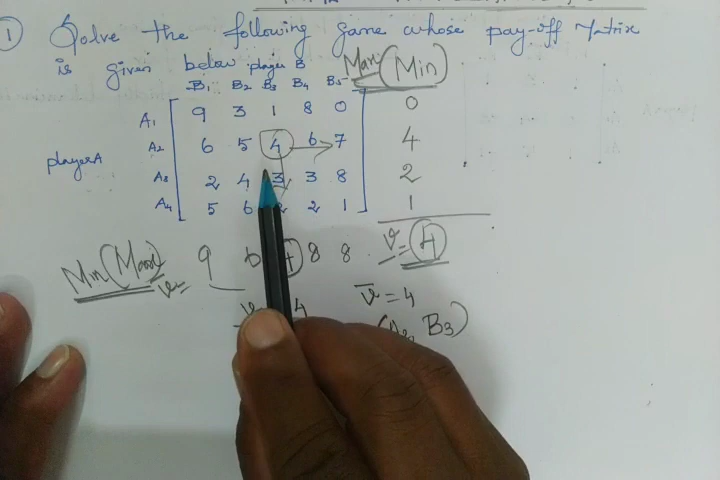 1 Solve the following game whose pay-off Matrix
is given below player B Max(Min)
B1 B2 B3 B4 B5
A1 9 3 1 8 0 0
player A A2 6 5 4 6 7 4
A3 2 4 3 3 8 2
A4 5 6 2 2 1 1
Min(Max) 9 6 4 8 8 v = 4
v = 4 v̄ = 4
(A2, B3)